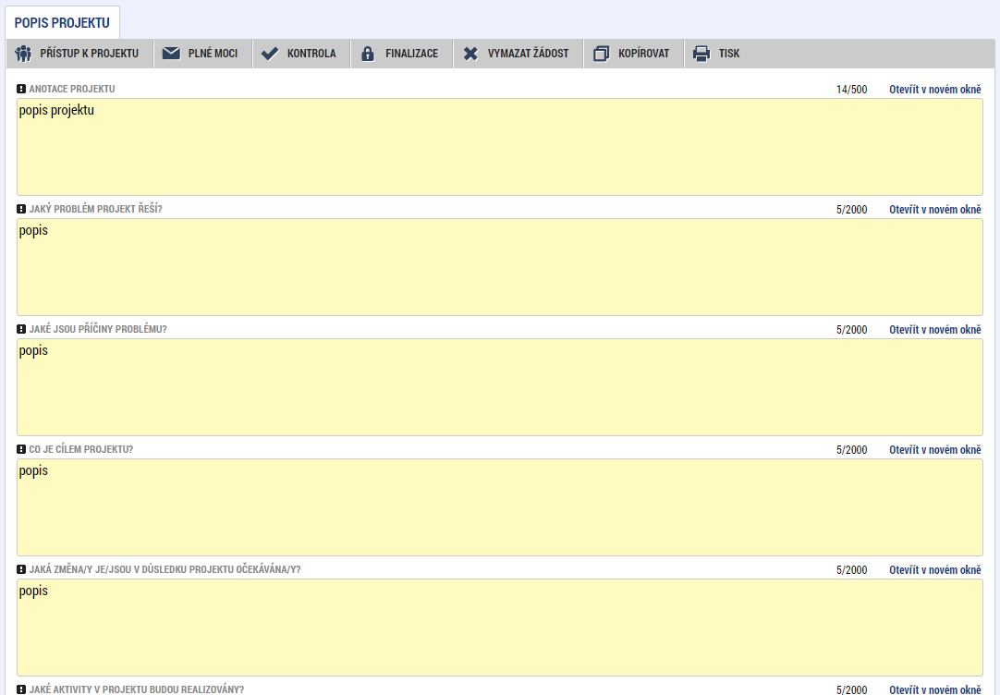 POPIS PROJEKTU
PŘÍSTUP K PROJEKTU PLNÉ MOCI KONTROLA FINALIZACE VYMAZAT ŽÁDOST KOPÍROVAT TISK
ANOTACE PROJEKTU 14/500 Otevřít v novém okně
popis projektu
JAKÝ PROBLÉM PROJEKT ŘEŠÍ? 5/2000 Otevřít v novém okně
popis
JAKÉ JSOU PŘÍČINY PROBLÉMU? 5/2000 Otevřít v novém okně
popis
CO JE CÍLEM PROJEKTU? 5/2000 Otevřít v novém okně
popis
JAKÁ ZMĚNA/Y JE/JSOU V DŮSLEDKU PROJEKTU OČEKÁVÁNA/Y? 5/2000 Otevřít v novém okně
popis
JAKÉ AKTIVITY V PROJEKTU BUDOU REALIZOVÁNY? 5/2000 Otevřít v novém okně